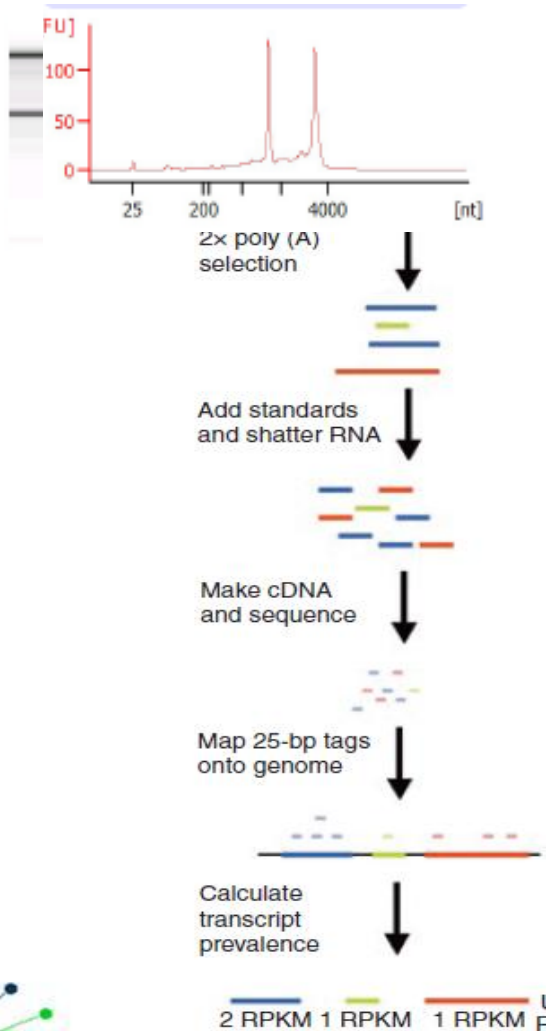 FU]
100
50
0
25 200 4000 [nt]
2× poly (A)
selection
Add standards
and shatter RNA
Make cDNA
and sequence
Map 25-bp tags
onto genome
Calculate
transcript
prevalence
2 RPKM 1 RPKM 1 RPKM